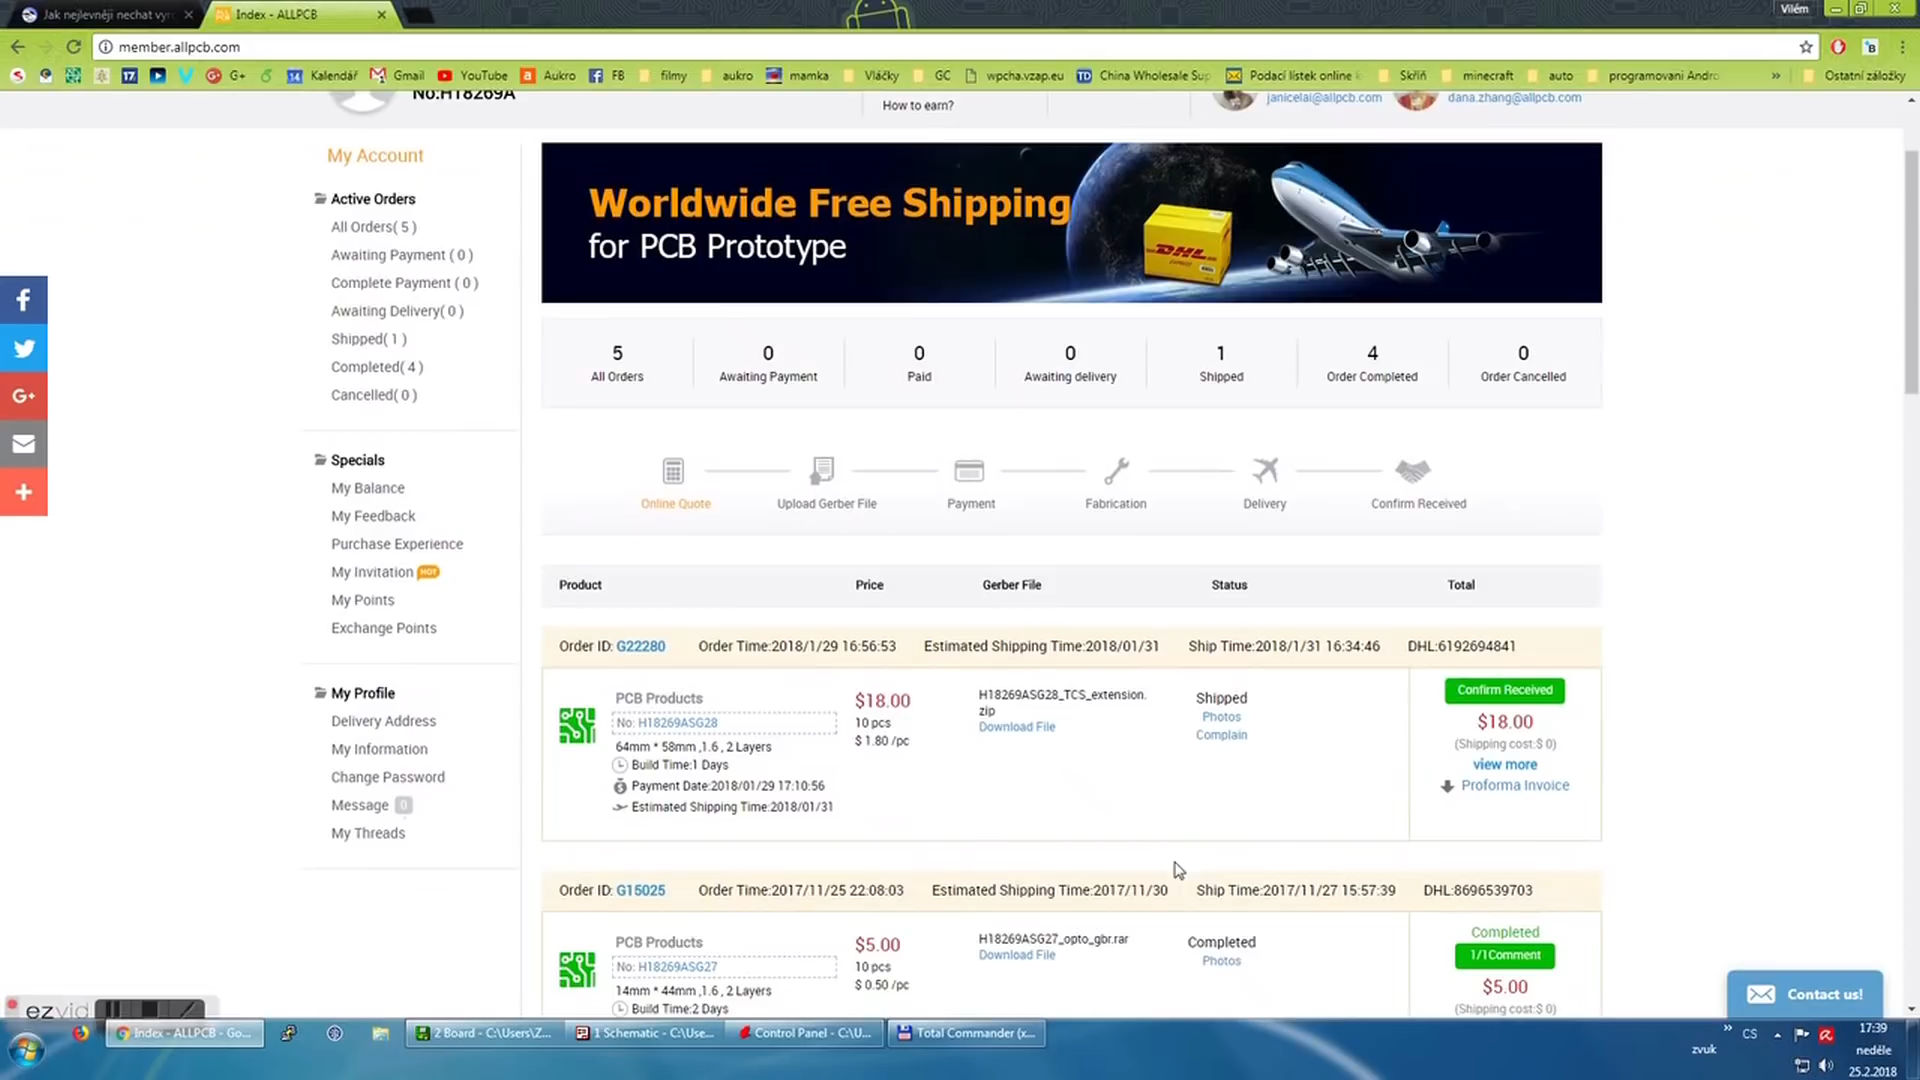 Jak nejlevněji nechat vyr
Index - ALLPCB
Vilém
member.allpcb.com
17
G+
14
Kalendář
Gmail
YouTube
Aukro
FB
filmy
aukro
mamka
Vláčky
GC
wpcha.vzap.eu
TD
China Wholesale Sup
Podací lístek online k
Skříň
minecraft
auto
programovani Andro
»
Ostatní záložky
No:H18269A
How to earn?
janicelai@allpcb.com
dana.zhang@allpcb.com
My Account
Active Orders
All Orders( 5 )
Awaiting Payment ( 0 )
Complete Payment ( 0 )
Awaiting Delivery( 0 )
Shipped( 1 )
Completed( 4 )
Cancelled( 0 )
Specials
My Balance
My Feedback
Purchase Experience
My Invitation HOT
My Points
Exchange Points
My Profile
Delivery Address
My Information
Change Password
Message 0
My Threads
Worldwide Free Shipping
for PCB Prototype
DHL
5
All Orders
0
Awaiting Payment
0
Paid
0
Awaiting delivery
1
Shipped
4
Order Completed
0
Order Cancelled
Online Quote
Upload Gerber File
Payment
Fabrication
Delivery
Confirm Received
Product Price Gerber File Status Total
Order ID: G22280 Order Time:2018/1/29 16:56:53 Estimated Shipping Time:2018/01/31 Ship Time:2018/1/31 16:34:46 DHL:6192694841
PCB Products
No: H18269ASG28
64mm * 58mm ,1.6 , 2 Layers
Build Time:1 Days
Payment Date:2018/01/29 17:10:56
Estimated Shipping Time:2018/01/31
$18.00
10 pcs
$ 1.80 /pc
H18269ASG28_TCS_extension.
zip
Download File
Shipped
Photos
Complain
Confirm Received
$18.00
(Shipping cost:$ 0)
view more
Proforma Invoice
Order ID: G15025 Order Time:2017/11/25 22:08:03 Estimated Shipping Time:2017/11/30 Ship Time:2017/11/27 15:57:39 DHL:8696539703
PCB Products
No: H18269ASG27
14mm * 44mm ,1.6 , 2 Layers
Build Time:2 Days
$5.00
10 pcs
$ 0.50 /pc
H18269ASG27_opto_gbr.rar
Download File
Completed
Photos
Completed
1/1Comment
$5.00
(Shipping cost:$ 0)
Contact us!
ezvid
Index - ALLPCB - Go...
2 Board - C:\Users\Z...
1 Schematic - C:\Use...
Control Panel - C:\U...
Total Commander (x...
»
zvuk
CS
17:39
neděle
25.2.2018